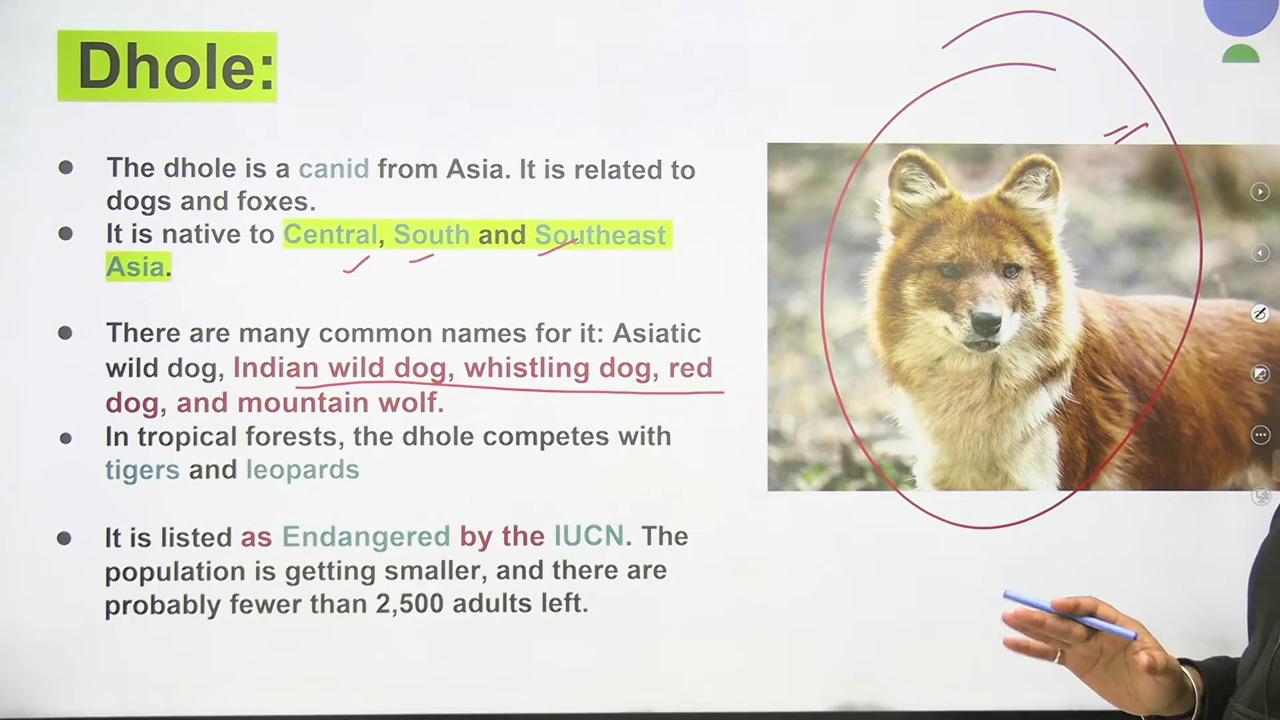 Dhole:
The dhole is a canid from Asia. It is related to
dogs and foxes.
It is native to Central, South and Southeast
Asia.
There are many common names for it: Asiatic
wild dog, Indian wild dog, whistling dog, red
dog, and mountain wolf.
In tropical forests, the dhole competes with
tigers and leopards
It is listed as Endangered by the IUCN. The
population is getting smaller, and there are
probably fewer than 2,500 adults left.